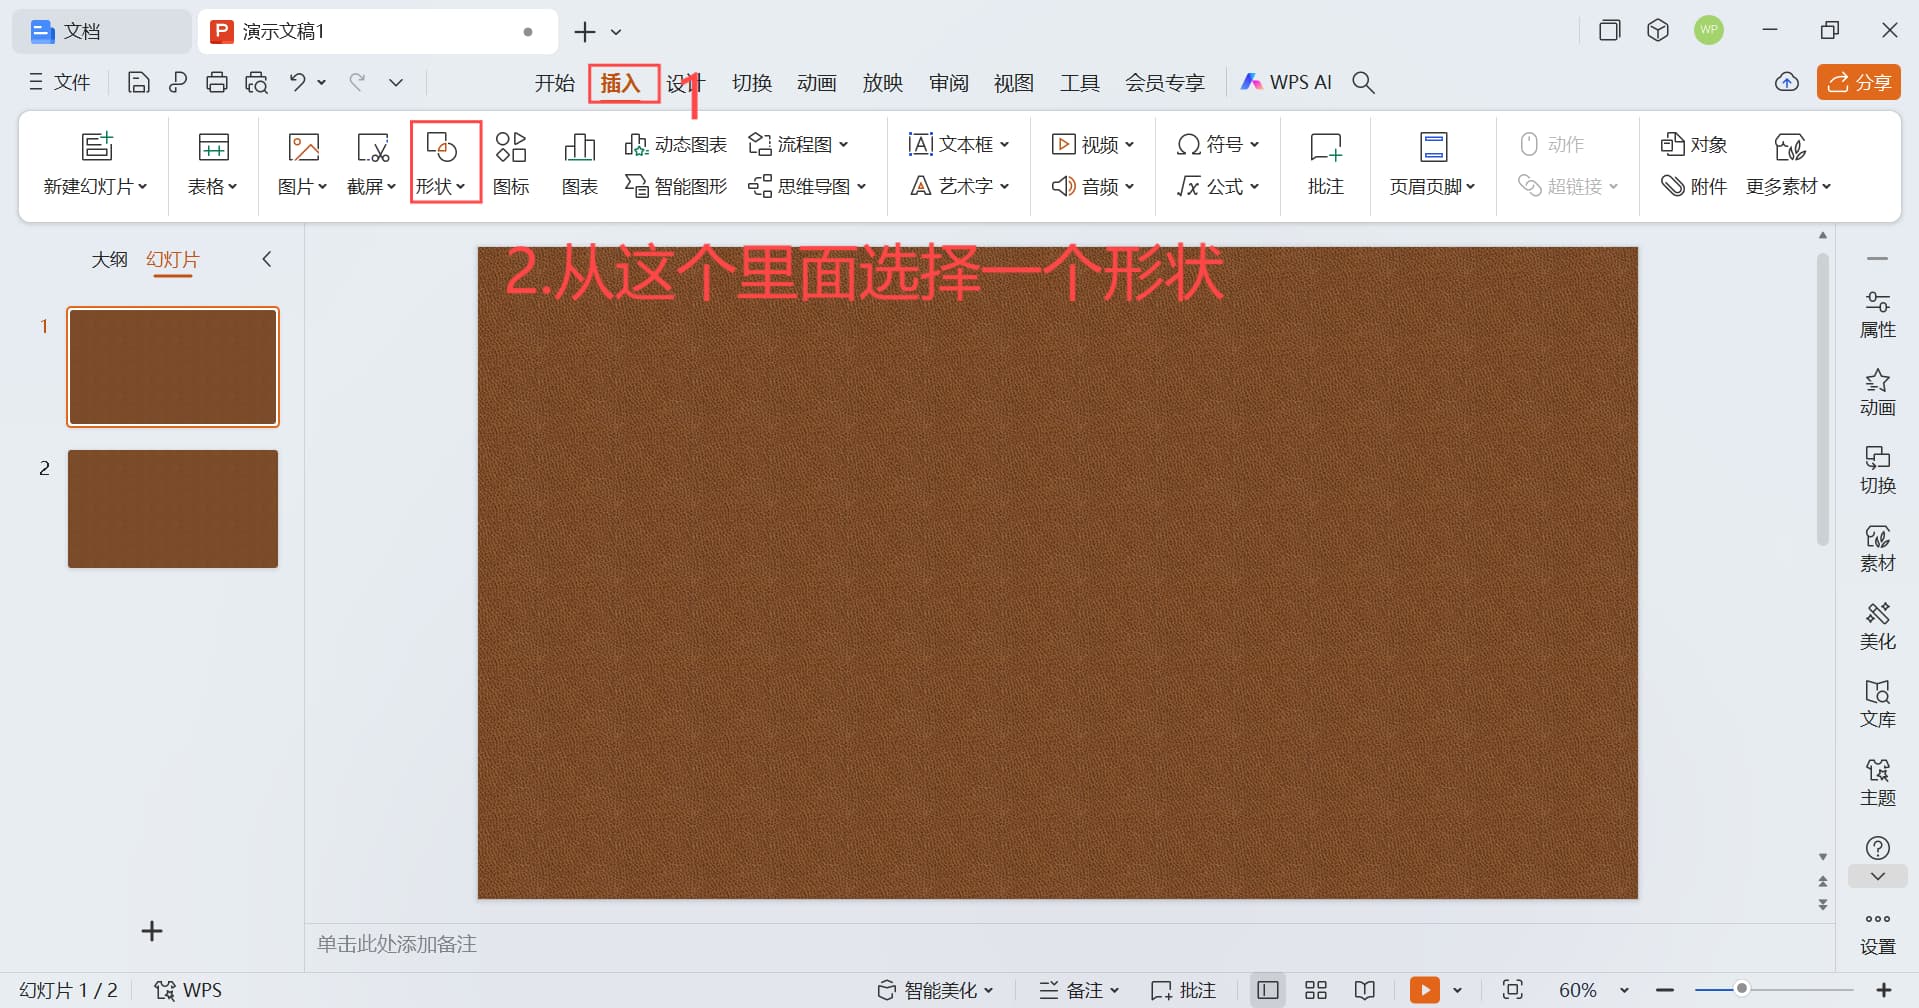 文档
演示文稿1
WP
文件
开始 插入 设计 切换 动画 放映 审阅 视图 工具 会员专享 WPS AI
分享
1
新建幻灯片 表格 图片 截屏 形状 图标 图表
动态图表 流程图 文本框 视频 符号
智能图形 思维导图 艺术字 音频 公式
批注 页眉页脚
动作
超链接
对象
附件 更多素材
大纲 幻灯片
1
2
2.从这个里面选择一个形状
属性
动画
切换
素材
美化
文库
主题
设置
单击此处添加备注
幻灯片 1 / 2 WPS 智能美化 备注 批注 60%